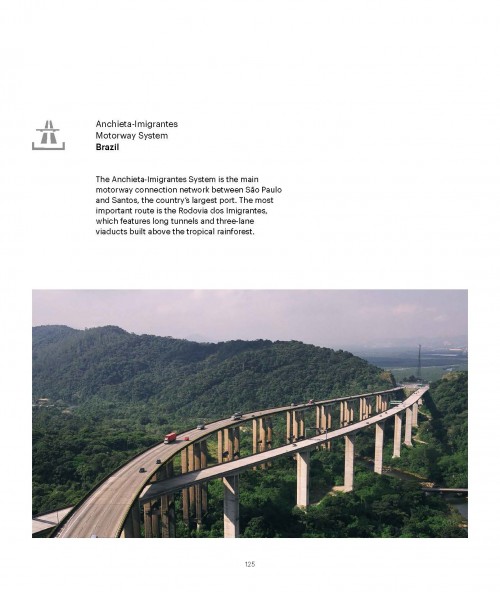 Anchieta-Imigrantes
Motorway System
Brazil
The Anchieta-Imigrantes System is the main
motorway connection network between São Paulo
and Santos, the country's largest port. The most
important route is the Rodovia dos Imigrantes,
which features long tunnels and three-lane
viaducts built above the tropical rainforest.
125